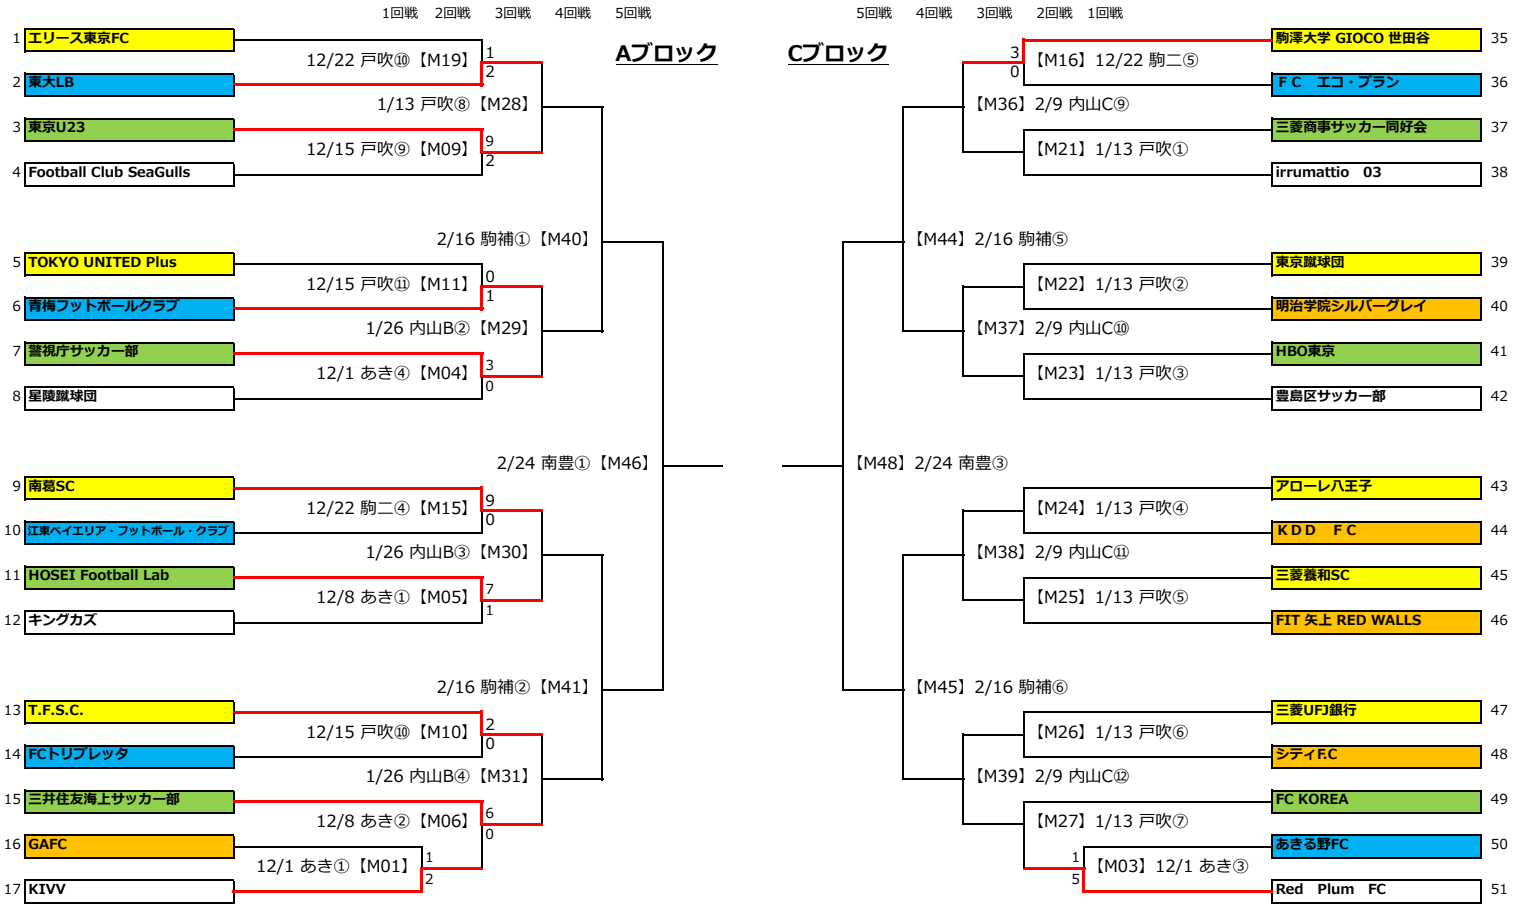 1回戦 2回戦 3回戦 4回戦 5回戦
5回戦 4回戦 3回戦 2回戦 1回戦
Aブロック
Cブロック
1 エリース東京FC
12/22 戸吹⑩【M19】
1
2
2 東大LB
1/13 戸吹⑧【M28】
3 東京U23
12/15 戸吹⑨【M09】
9
2
4 Football Club SeaGulls
2/16 駒補①【M40】
5 TOKYO UNITED Plus
12/15 戸吹⑪【M11】
0
1
6 青梅フットボールクラブ
1/26 内山B②【M29】
7 警視庁サッカー部
12/1 あき④【M04】
3
0
8 星陵蹴球団
2/24 南豊①【M46】
9 南葛SC
12/22 駒二④【M15】
9
0
10 江東ベイエリア・フットボール・クラブ
1/26 内山B③【M30】
11 HOSEI Football Lab
12/8 あき①【M05】
7
1
12 キングカズ
2/16 駒補②【M41】
13 T.F.S.C.
12/15 戸吹⑩【M10】
2
0
14 FCトリプレッタ
1/26 内山B④【M31】
15 三井住友海上サッカー部
12/8 あき②【M06】
6
0
16 GAFC
12/1 あき①【M01】
1
2
17 KIVV
駒澤大学 GIOCO 世田谷 35
3
0
【M16】12/22 駒二⑤
ＦＣ　エコ・プラン 36
【M36】2/9 内山C⑨
三菱商事サッカー同好会 37
【M21】1/13 戸吹①
irrumattio　03 38
【M44】2/16 駒補⑤
東京蹴球団 39
【M22】1/13 戸吹②
明治学院シルバーグレイ 40
【M37】2/9 内山C⑩
HBO東京 41
【M23】1/13 戸吹③
豊島区サッカー部 42
【M48】2/24 南豊③
アローレ八王子 43
【M24】1/13 戸吹④
ＫＤＤ　ＦＣ 44
【M38】2/9 内山C⑪
三菱養和SC 45
【M25】1/13 戸吹⑤
FIT 矢上 RED WALLS 46
【M45】2/16 駒補⑥
三菱UFJ銀行 47
【M26】1/13 戸吹⑥
シティF.C 48
【M39】2/9 内山C⑫
FC KOREA 49
【M27】1/13 戸吹⑦
あきる野FC 50
1
5
【M03】12/1 あき③
Red　Plum　FC 51